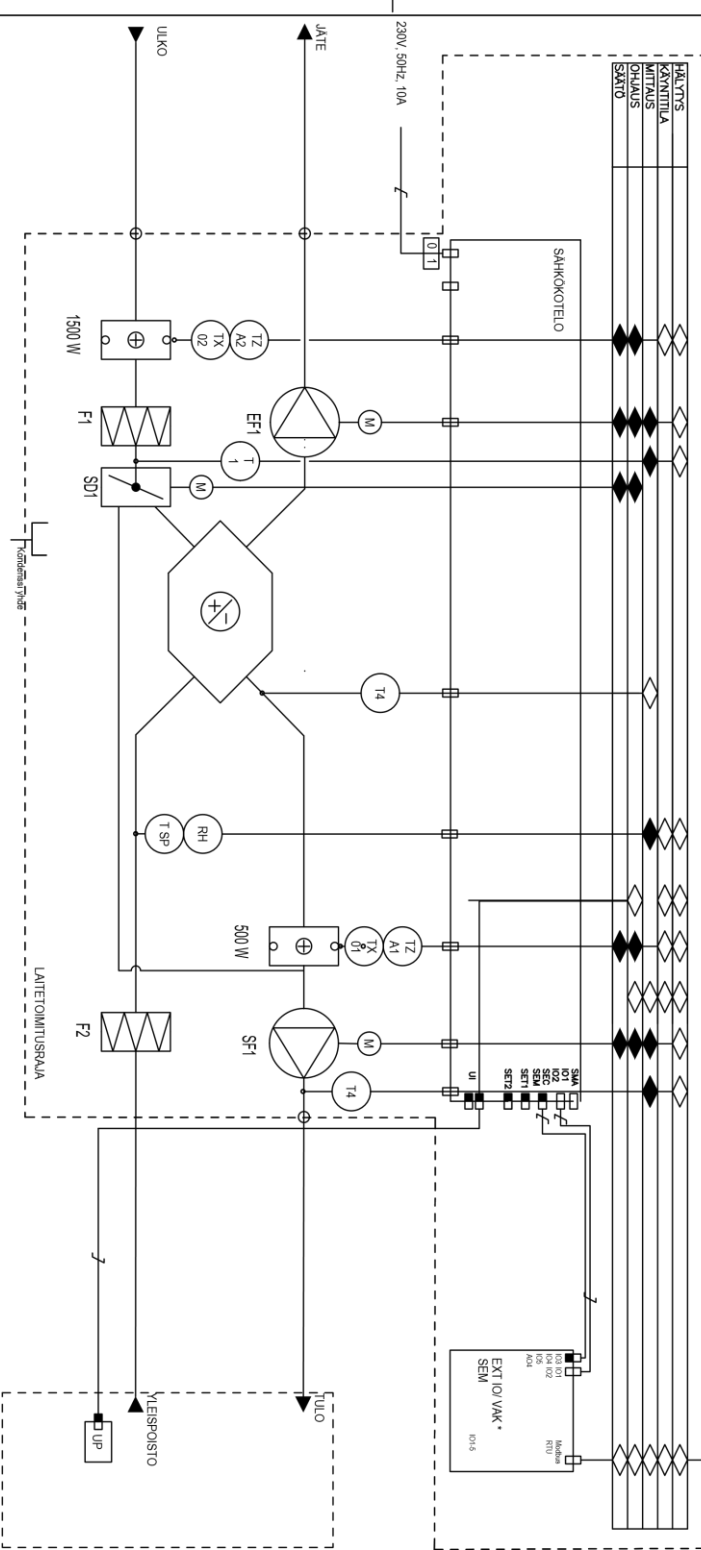 HÄLYTYS
KÄYNTITILA
MITTAUS
OHJAUS
SÄÄTÖ
230V, 50Hz, 10A
JÄTE
ULKO
SÄHKÖKOTELO
0 1
TZ
A2
TX
02
1500 W
EF1
M
F1
T
1
M
SD1
+/-
Kondenssi yhde
T4
RH
T SP
TZ
A1
TX
01
500 W
M
SF1
T4
F2
LAITETOIMITUSRAJA
SMA
IO1
IO2
SEC
SEM
SET1
SET2
UI
IO3 IO1
IO4 IO2
IO5
AO4
EXT IO/ VAK *
SEM
IO1-5
Modbus
RTU
TULO
YLEISPOISTO
UP